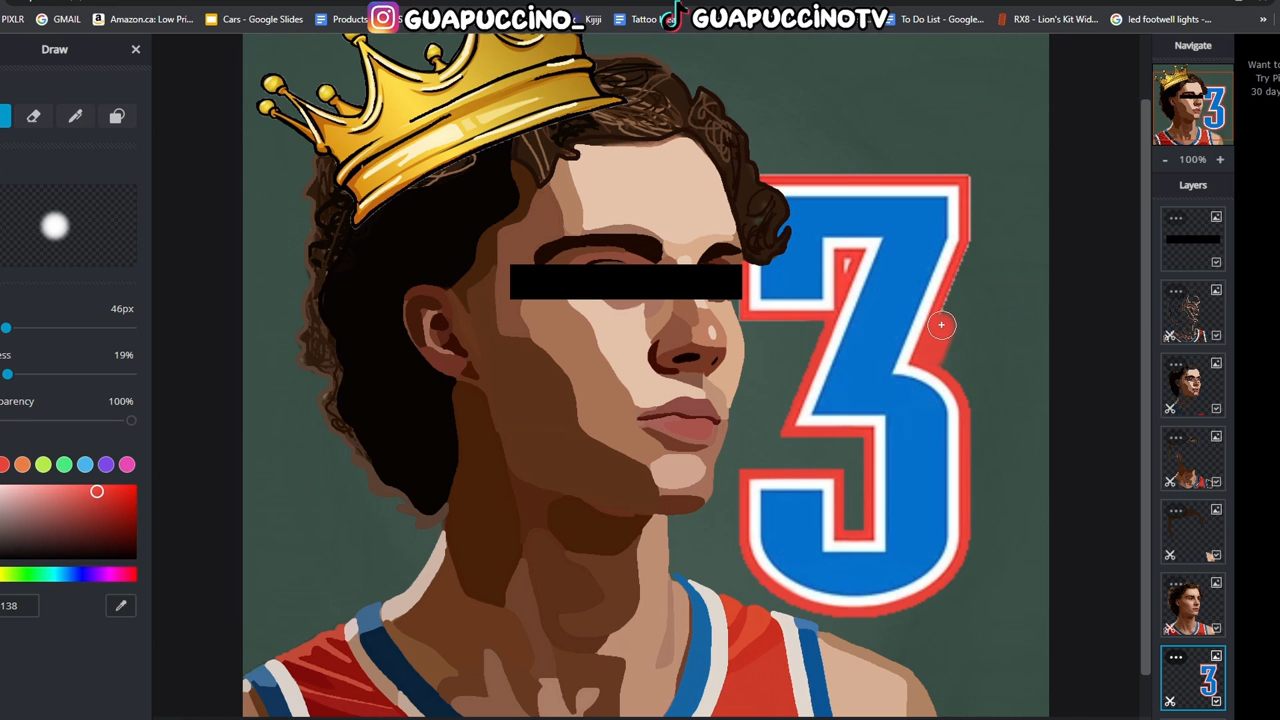 PIXLR GMAIL Amazon.ca: Low Pri... Cars - Google Slides Products Kijiji Tattoo To Do List - Google... RX8 - Lion's Kit Wid... led footwell lights –... »
GUAPUCCINO_ GUAPUCCINOTV
Draw
Navigate
Want to
Try Pi
30 day
46px
- 100% +
Layers
ess 19%
parency 100%
138
3